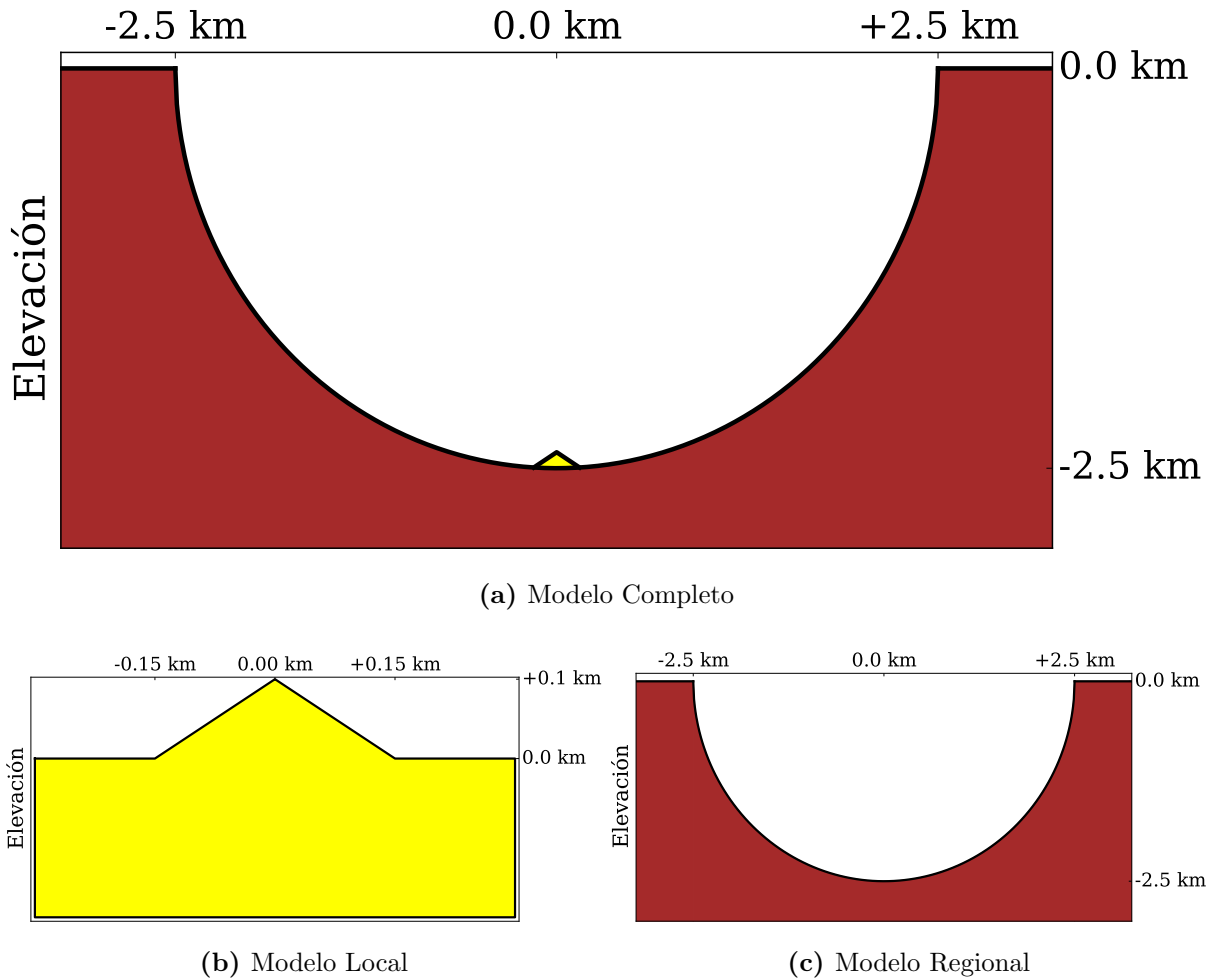 -2.5 km 0.0 km +2.5 km
0.0 km
Elevación
-2.5 km
(a) Modelo Completo
-0.15 km 0.00 km +0.15 km
+0.1 km
0.0 km
Elevación
(b) Modelo Local
-2.5 km 0.0 km +2.5 km
0.0 km
Elevación
-2.5 km
(c) Modelo Regional